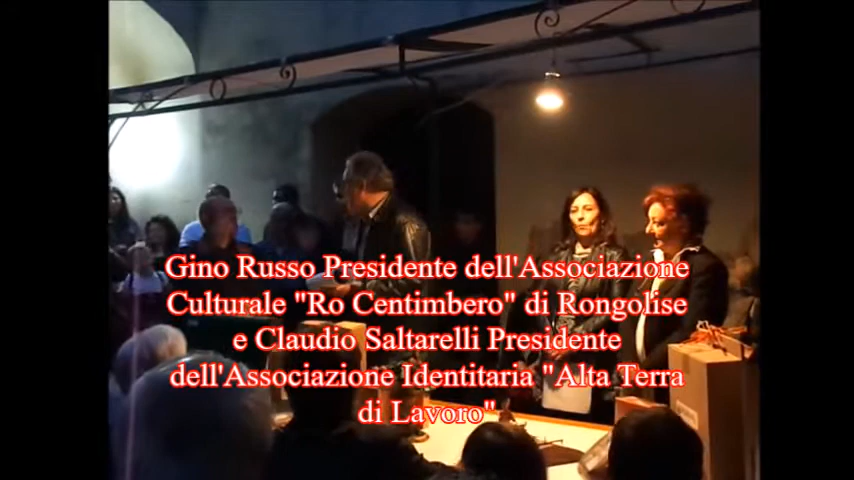 Gino Russo Presidente dell'Associazione
Culturale "Ro Centimbero" di Rongolise
e Claudio Saltarelli Presidente
dell'Associazione Identitaria "Alta Terra
di Lavoro"